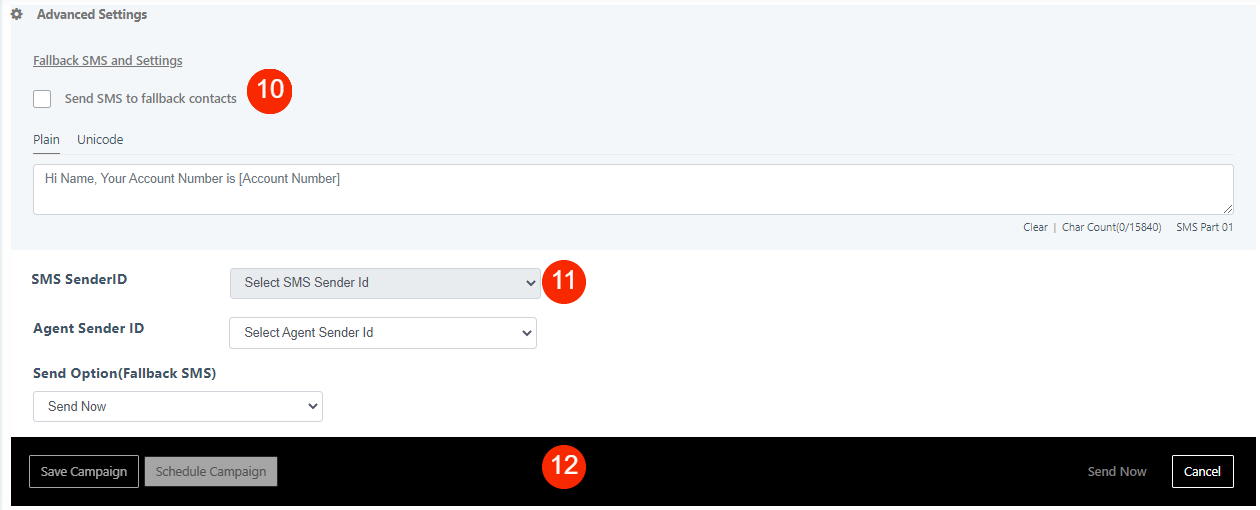 Advanced Settings
Fallback SMS and Settings
Send SMS to fallback contacts
10
Plain Unicode
Hi Name, Your Account Number is [Account Number]
Clear | Char Count(0/15840) SMS Part 01
SMS SenderID Select SMS Sender Id 11
Agent Sender ID Select Agent Sender Id
Send Option(Fallback SMS)
Send Now
Save Campaign Schedule Campaign 12 Send Now Cancel